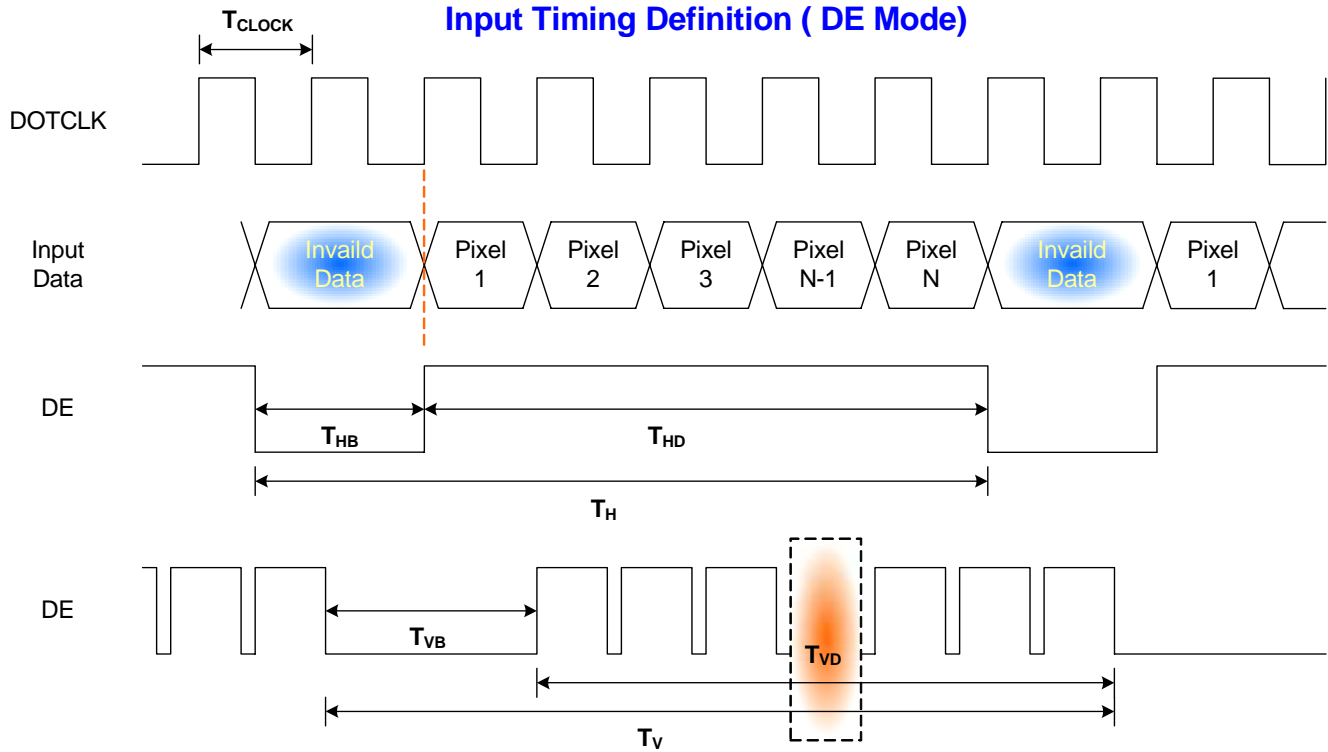 Input Timing Definition ( DE Mode)
TCLOCK
DOTCLK
Input
Data
Invaild
Data
Pixel
1
Pixel
2
Pixel
3
Pixel
N-1
Pixel
N
Invaild
Data
Pixel
1
DE
THB
THD
TH
DE
TVB
TVD
TV